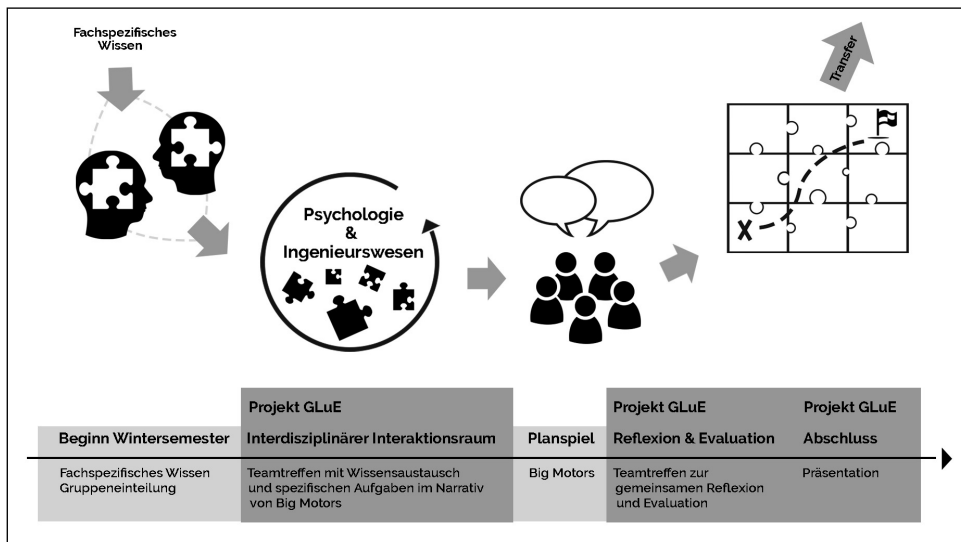 Fachspezifisches
Wissen
Transfer
Psychologie
&
Ingenieurswesen
Projekt GLuE
Projekt GLuE
Projekt GLuE
Beginn Wintersemester
Interdisziplinärer Interaktionsraum
Planspiel
Reflexion & Evaluation
Abschluss
Fachspezifisches Wissen
Gruppeneinteilung
Teamtreffen mit Wissensaustausch
und spezifischen Aufgaben im Narrativ
von Big Motors
Big Motors
Teamtreffen zur
gemeinsamen Reflexion
und Evaluation
Präsentation